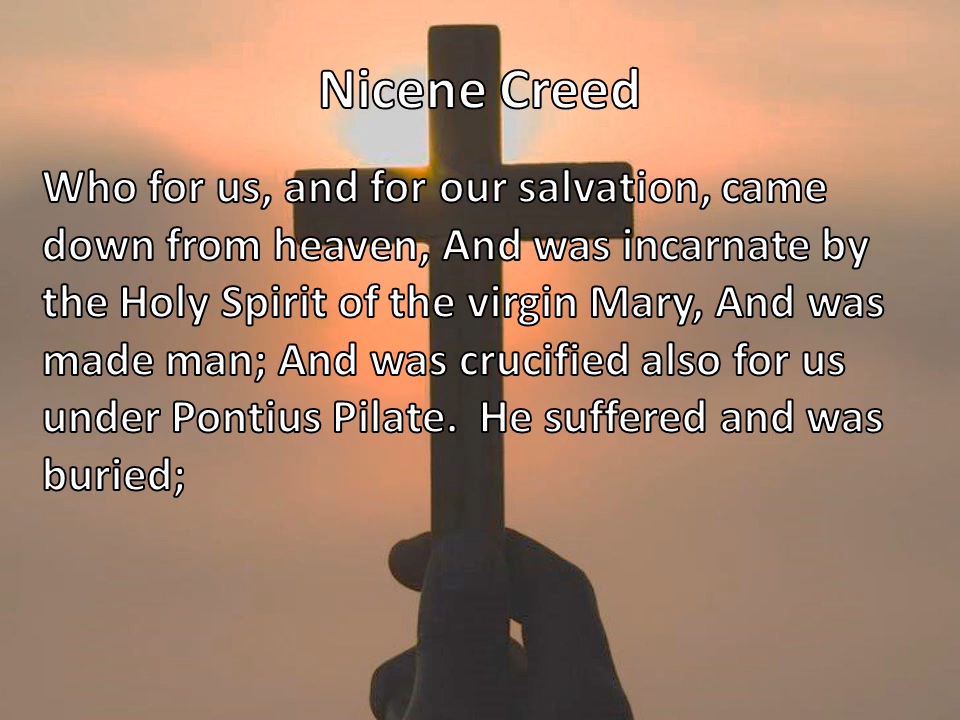 Nicene Creed
Who for us, and for our salvation, came
down from heaven, And was incarnate by
the Holy Spirit of the virgin Mary, And was
made man; And was crucified also for us
under Pontius Pilate.  He suffered and was
buried;